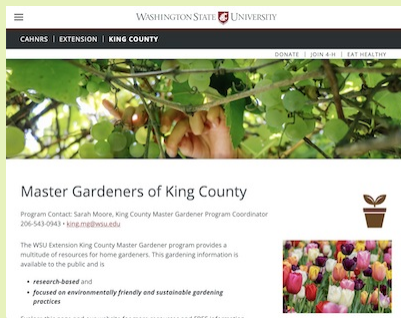 WASHINGTON STATE UNIVERSITY
CAHNRS | EXTENSION | KING COUNTY
DONATE | JOIN 4-H | EAT HEALTHY
Master Gardeners of King County
Program Contact: Sarah Moore, King County Master Gardener Program Coordinator
206-543-0943 • king.mg@wsu.edu
The WSU Extension King County Master Gardener program provides a
multitude of resources for home gardeners. This gardening information is
available to the public and is
• research-based and
• focused on environmentally friendly and sustainable gardening
practices